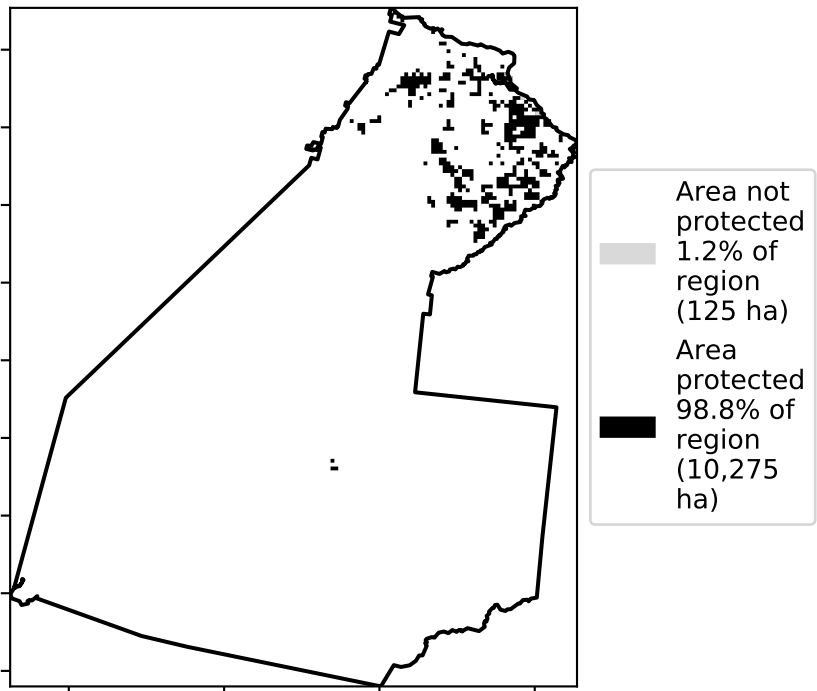 Area not
protected
1.2% of
region
(125 ha)
Area
protected
98.8% of
region
(10,275
ha)